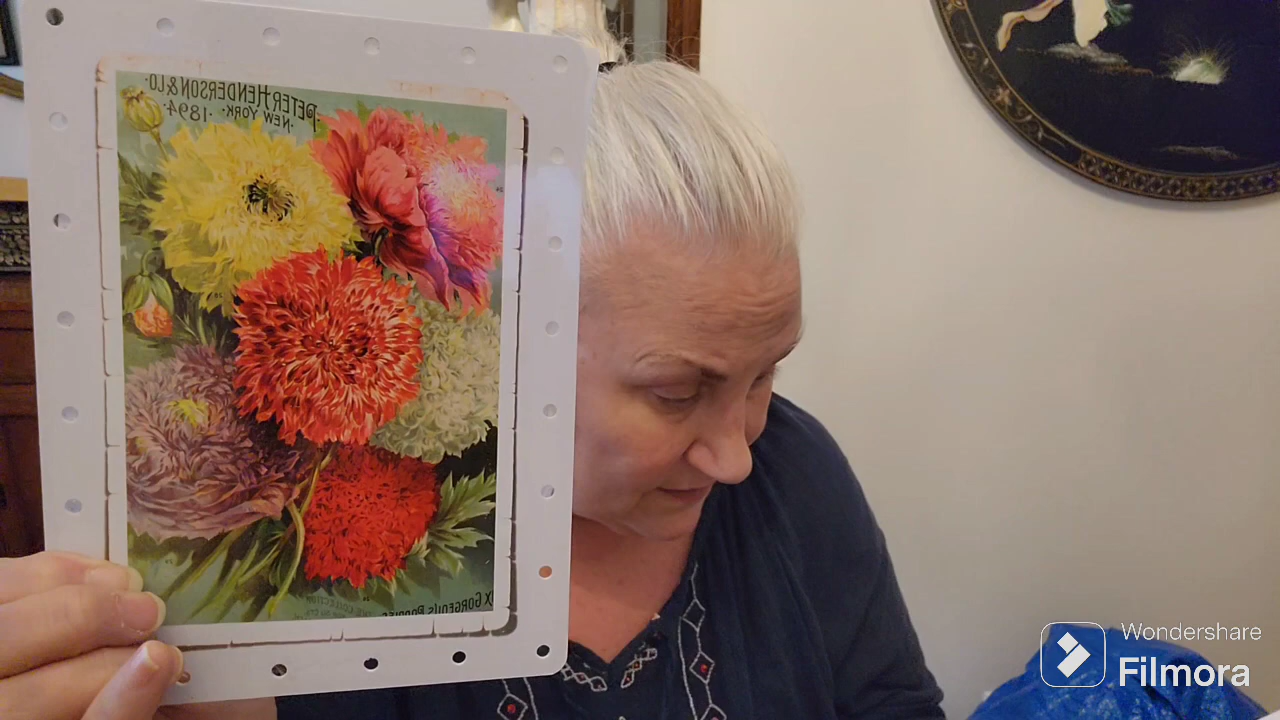 PETER HENDERSON & CO.
·NEW YORK·
·1894·
X GORGEOUS POPPIES
Wondershare
Filmora